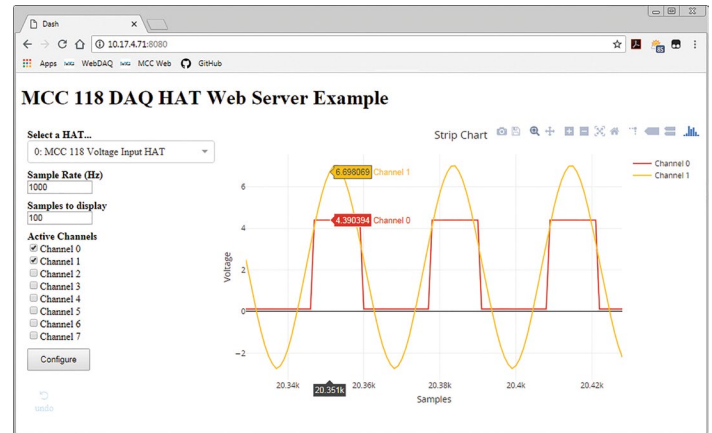 Dash
10.17.4.71:8080
Apps WebDAQ MCC Web GitHub
MCC 118 DAQ HAT Web Server Example
Select a HAT...
0: MCC 118 Voltage Input HAT
Sample Rate (Hz)
1000
Samples to display
100
Active Channels
Channel 0
Channel 1
Channel 2
Channel 3
Channel 4
Channel 5
Channel 6
Channel 7
Configure
undo
Strip Chart
Channel 0
Channel 1
6.698069 Channel 1
4.390394 Channel 0
Voltage
6
4
2
0
−2
20.34k 20.36k 20.38k 20.4k 20.42k
20.351k
Samples